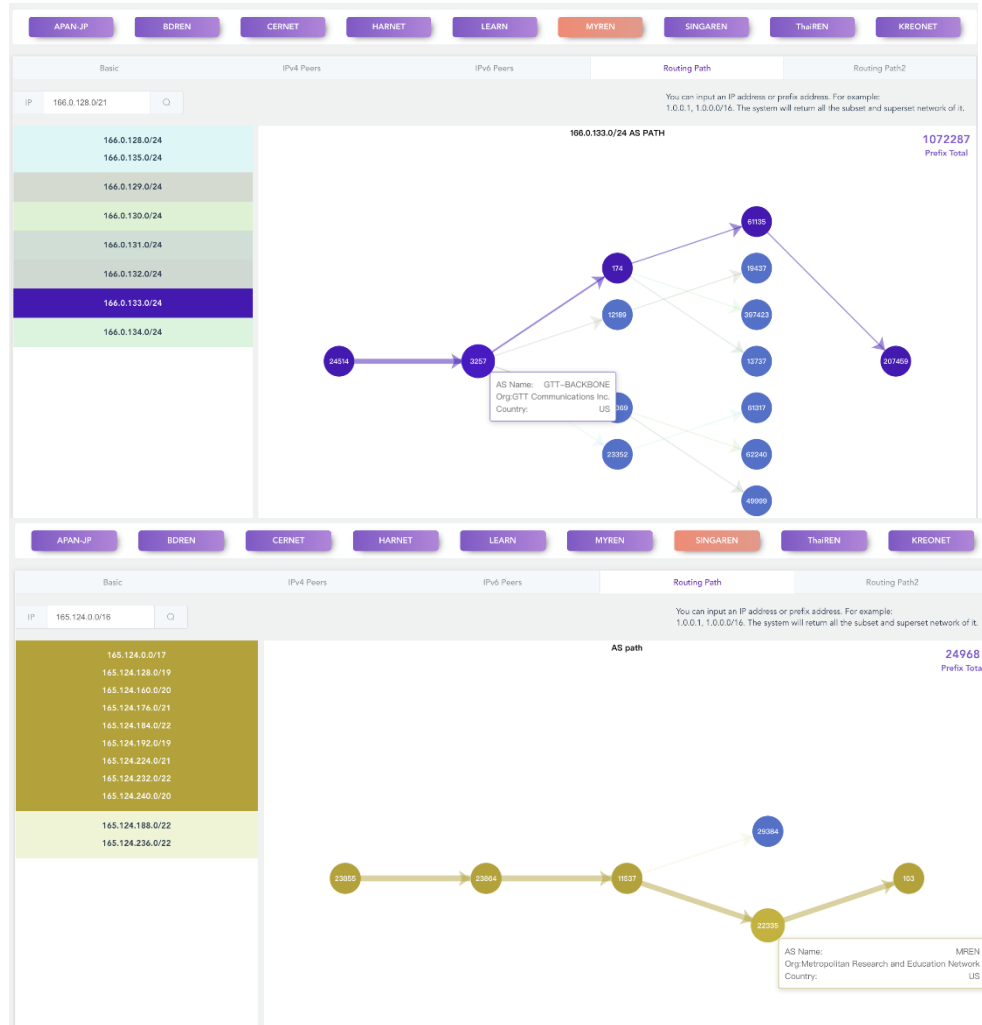 APAN-JP BDREN CERNET HARNET LEARN MYREN SINGAREN ThaiREN KREONET
Basic IPv4 Peers IPv6 Peers Routing Path Routing Path2
IP 166.0.128.0/21
You can input an IP address or prefix address. For example:
1.0.0.1, 1.0.0.0/16. The system will return all the subset and superset network of it.
166.0.128.0/24
166.0.135.0/24
166.0.129.0/24
166.0.130.0/24
166.0.131.0/24
166.0.132.0/24
166.0.133.0/24
166.0.134.0/24
166.0.133.0/24 AS PATH
1072287
Prefix Total
61135
174
19437
12189
397423
24514
3257
13737
207459
AS Name: GTT-BACKBONE
Org:GTT Communications Inc.
Country: US
369
61317
23352
62240
49999
APAN-JP BDREN CERNET HARNET LEARN MYREN SINGAREN ThaiREN KREONET
Basic IPv4 Peers IPv6 Peers Routing Path Routing Path2
IP 165.124.0.0/16
You can input an IP address or prefix address. For example:
1.0.0.1, 1.0.0.0/16. The system will return all the subset and superset network of it.
165.124.0.0/17
165.124.128.0/19
165.124.160.0/20
165.124.176.0/21
165.124.184.0/22
165.124.192.0/19
165.124.224.0/21
165.124.232.0/22
165.124.240.0/20
165.124.188.0/22
165.124.236.0/22
AS path
24968
Prefix Tota
29384
23855
23864
11537
103
22335
AS Name: MREN
Org:Metropolitan Research and Education Network
Country: US